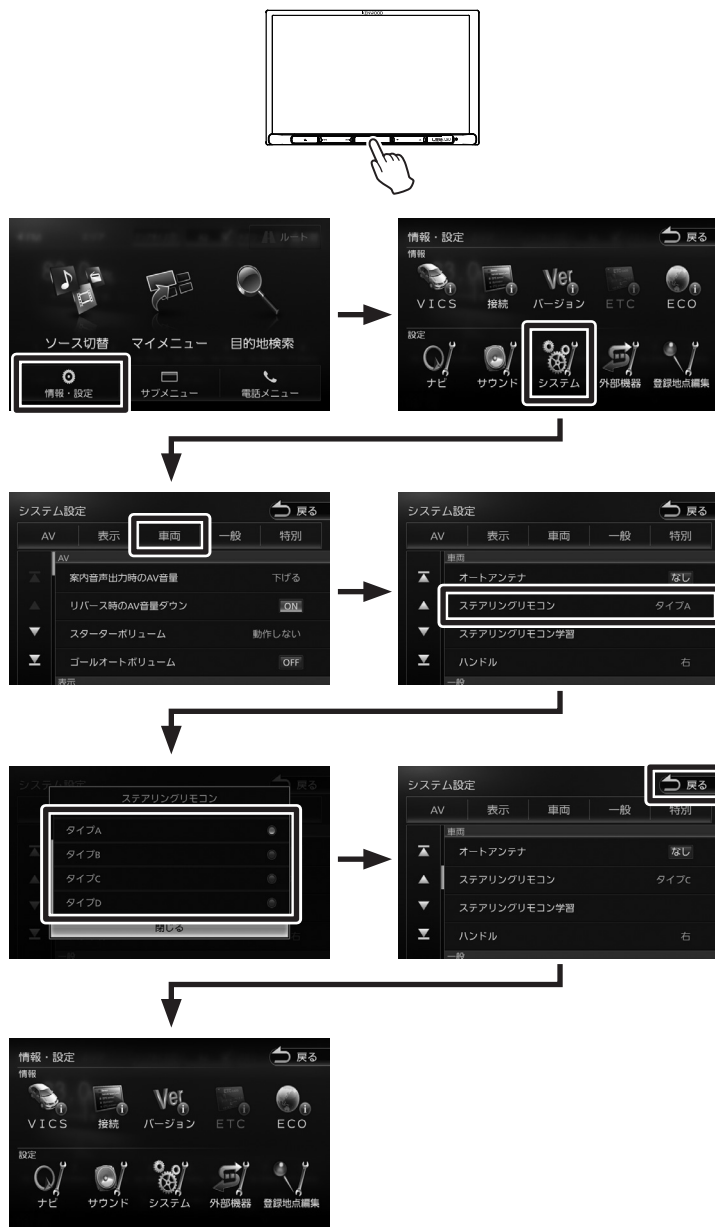 KENWOOD
ルート
ソース切替 マイメニュー 目的地検索
情報・設定 サブメニュー 電話メニュー
情報・設定 戻る
情報
VICS 接続 バージョン ETC ECO
設定
ナビ サウンド システム 外部機器 登録地点編集
システム設定 戻る
AV 表示 車両 一般 特別
AV
案内音声出力時のAV音量 下げる
リバース時のAV音量ダウン ON
スターターボリューム 動作しない
ゴールオートボリューム OFF
表示
システム設定 戻る
AV 表示 車両 一般 特別
車両
オートアンテナ なし
ステアリングリモコン タイプA
ステアリングリモコン学習
ハンドル 右
一般
システム設定 戻る
ステアリングリモコン
タイプA
タイプB
タイプC
タイプD
閉じる
右
一般
システム設定 戻る
AV 表示 車両 一般 特別
車両
オートアンテナ なし
ステアリングリモコン タイプC
ステアリングリモコン学習
ハンドル 右
一般
情報・設定 戻る
情報
VICS 接続 バージョン ETC ECO
設定
ナビ サウンド システム 外部機器 登録地点編集